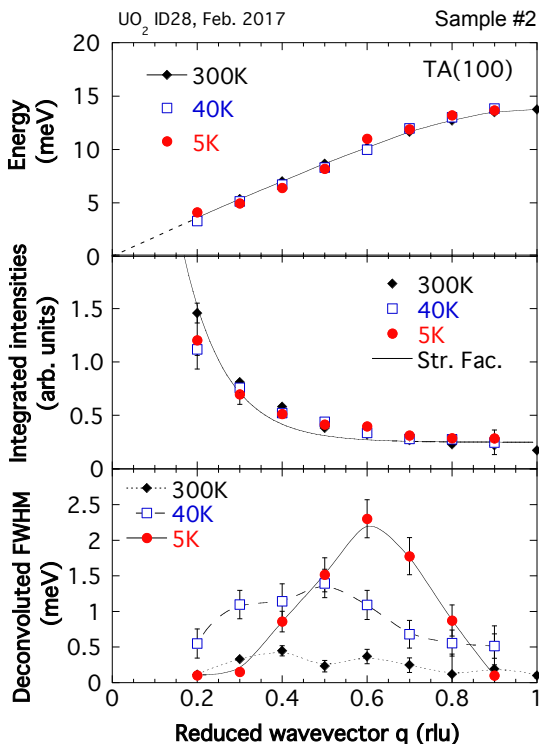 UO2 ID28, Feb. 2017
Sample #2
20
15
10
5
0
Energy
(meV)
300K
40K
5K
TA(100)
1.5
1
0.5
0
Integrated intensities
(arb. units)
300K
40K
5K
Str. Fac.
2.5
2
1.5
1
0.5
0
Deconvoluted FWHM
(meV)
300K
40K
5K
0
0.2
0.4
0.6
0.8
1
Reduced wavevector q (rlu)